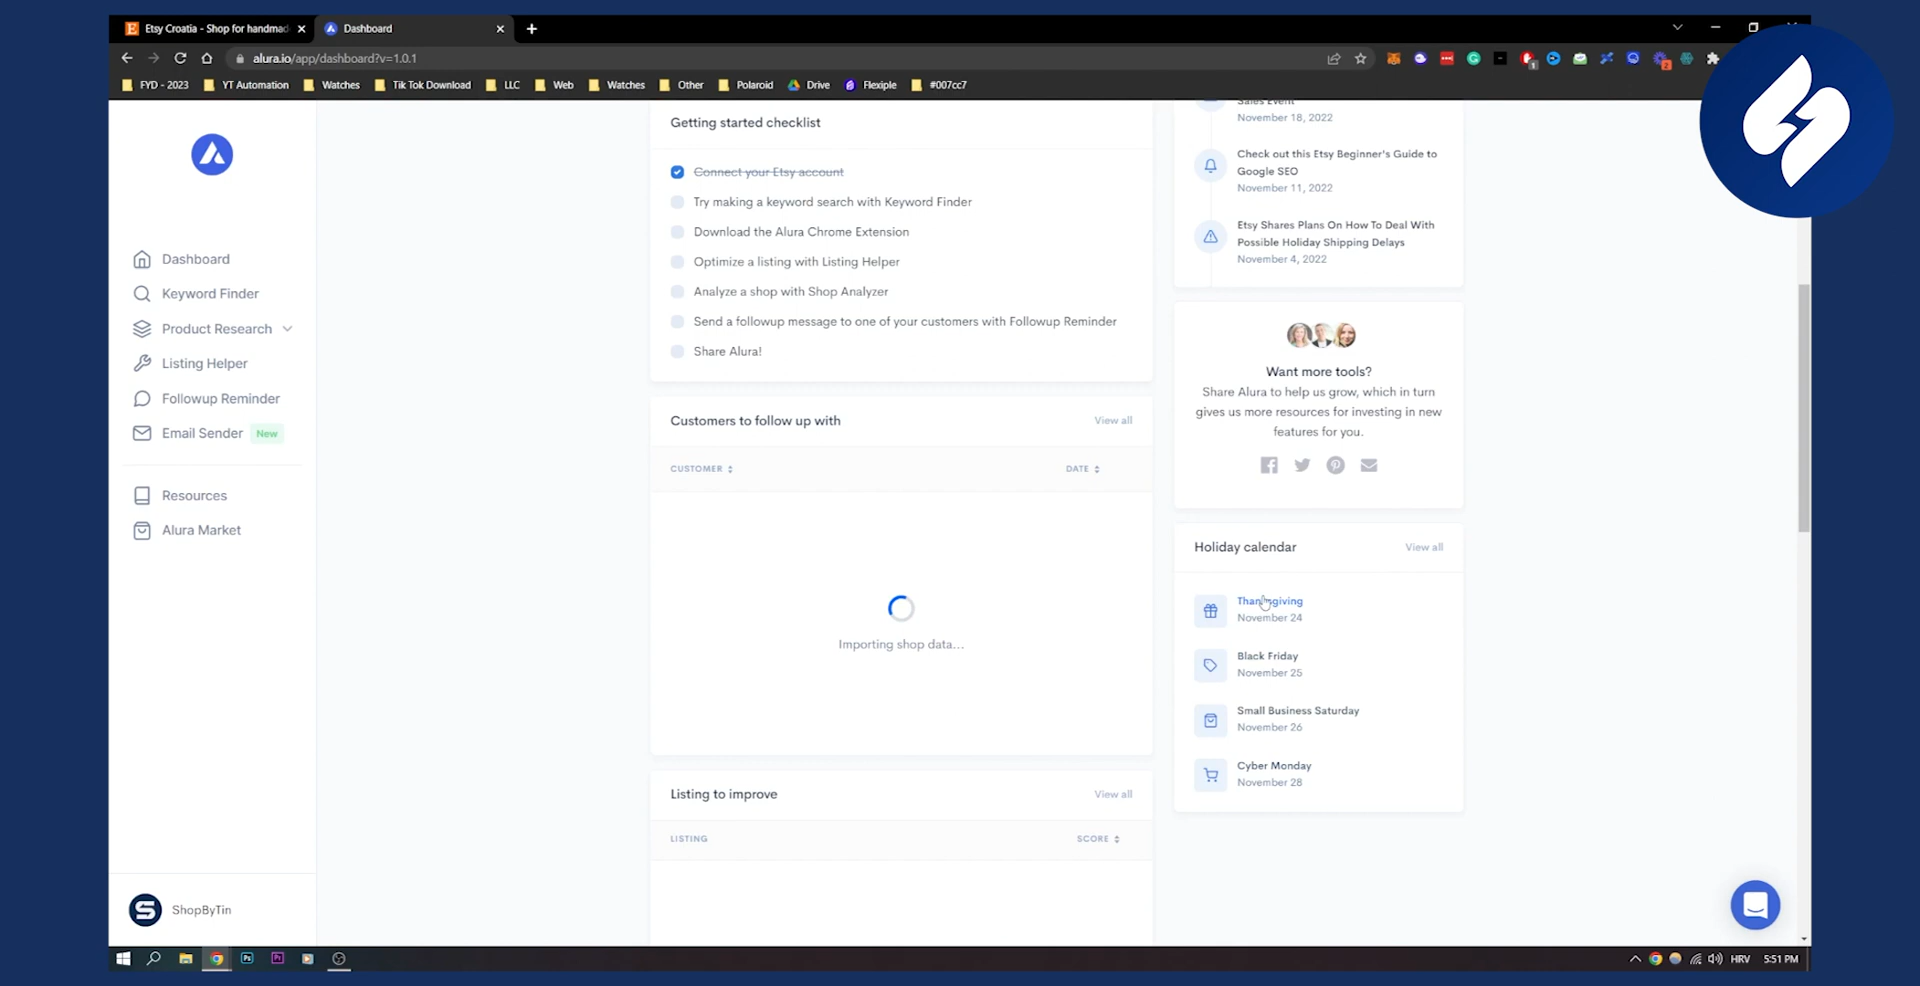 Etsy Croatia - Shop for handmad
Dashboard
alura.io/app/dashboard?v=1.0.1
FYD - 2023
YT Automation
Watches
Tik Tok Download
LLC
Web
Watches
Other
Polaroid
Drive
Flexiple
#007cc7
Dashboard
Keyword Finder
Product Research
Listing Helper
Followup Reminder
Email Sender New
Resources
Alura Market
ShopByTin
Getting started checklist
Connect your Etsy account
Try making a keyword search with Keyword Finder
Download the Alura Chrome Extension
Optimize a listing with Listing Helper
Analyze a shop with Shop Analyzer
Send a followup message to one of your customers with Followup Reminder
Share Alura!
Customers to follow up with
View all
CUSTOMER
DATE
Importing shop data...
Listing to improve
View all
LISTING
SCORE
Sales Event
November 18, 2022
Check out this Etsy Beginner's Guide to
Google SEO
November 11, 2022
Etsy Shares Plans On How To Deal With
Possible Holiday Shipping Delays
November 4, 2022
Want more tools?
Share Alura to help us grow, which in turn
gives us more resources for investing in new
features for you.
Holiday calendar
View all
Thanksgiving
November 24
Black Friday
November 25
Small Business Saturday
November 26
Cyber Monday
November 28
HRV
5:51 PM